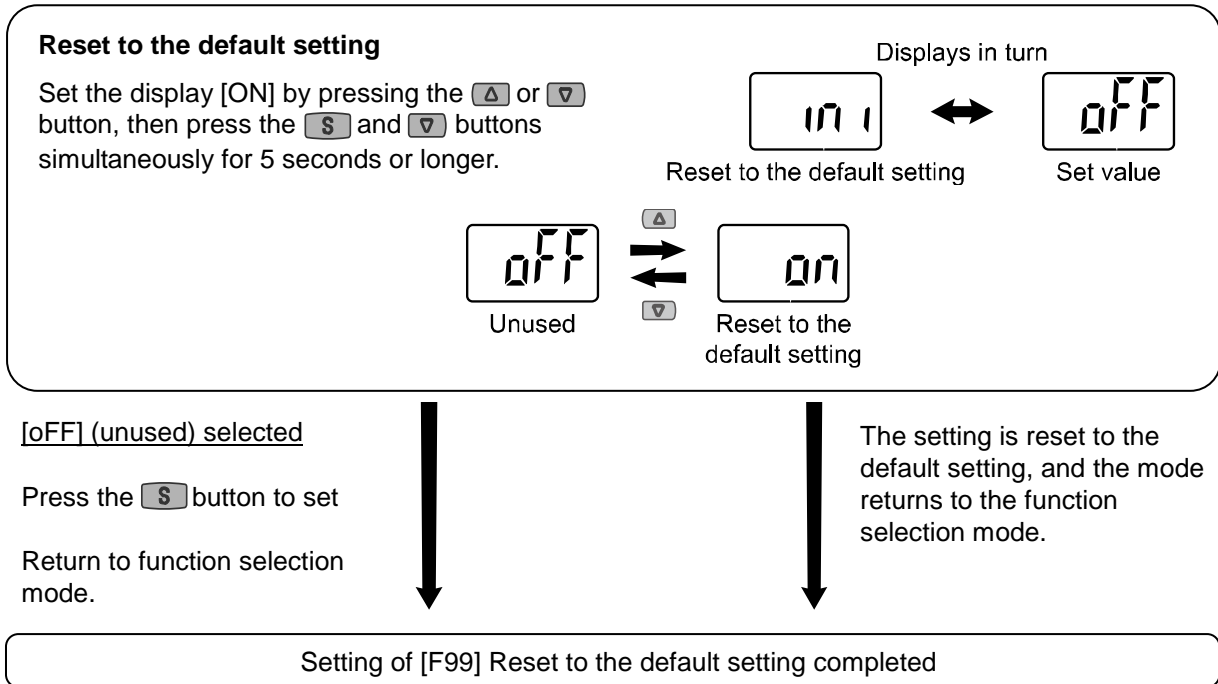 Reset to the default setting
Displays in turn
Set the display [ON] by pressing the △ or ▽
button, then press the S and ▽ buttons
simultaneously for 5 seconds or longer.
ini
oFF
Reset to the default setting
Set value
△
oFF
on
▽
Unused
Reset to the
default setting
[oFF] (unused) selected
Press the S button to set
Return to function selection
mode.
The setting is reset to the
default setting, and the mode
returns to the function
selection mode.
Setting of [F99] Reset to the default setting completed